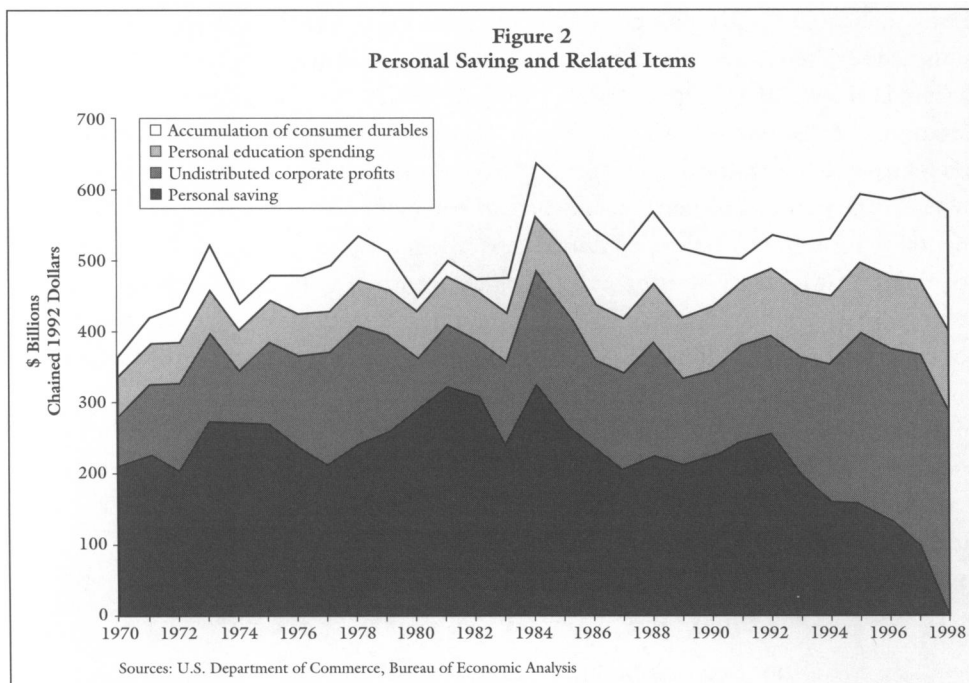 Figure 2
Personal Saving and Related Items
$ Billions
Chained 1992 Dollars
700
600
500
400
300
200
100
0
Accumulation of consumer durables
Personal education spending
Undistributed corporate profits
Personal saving
1970 1972 1974 1976 1978 1980 1982 1984 1986 1988 1990 1992 1994 1996 1998
Sources: U.S. Department of Commerce, Bureau of Economic Analysis